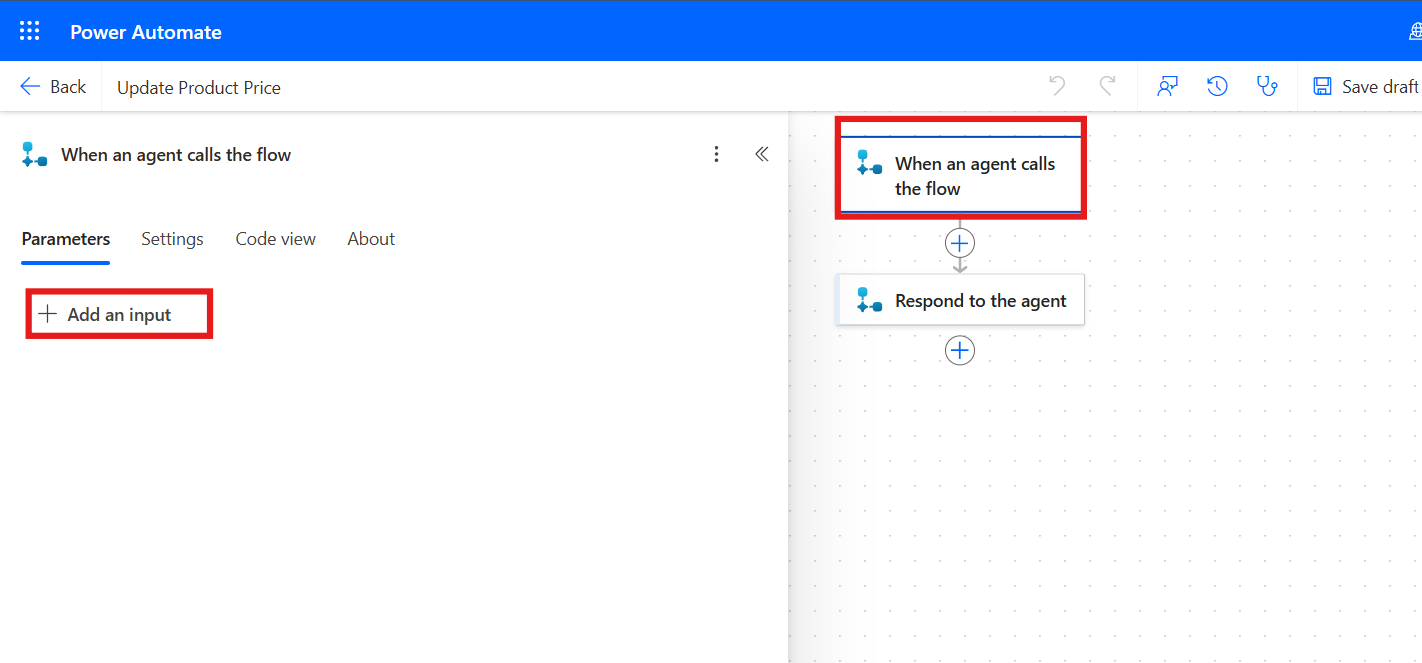 Power Automate
Back
Update Product Price
Save draft
When an agent calls the flow
Parameters
Settings
Code view
About
Add an input
When an agent calls
the flow
Respond to the agent